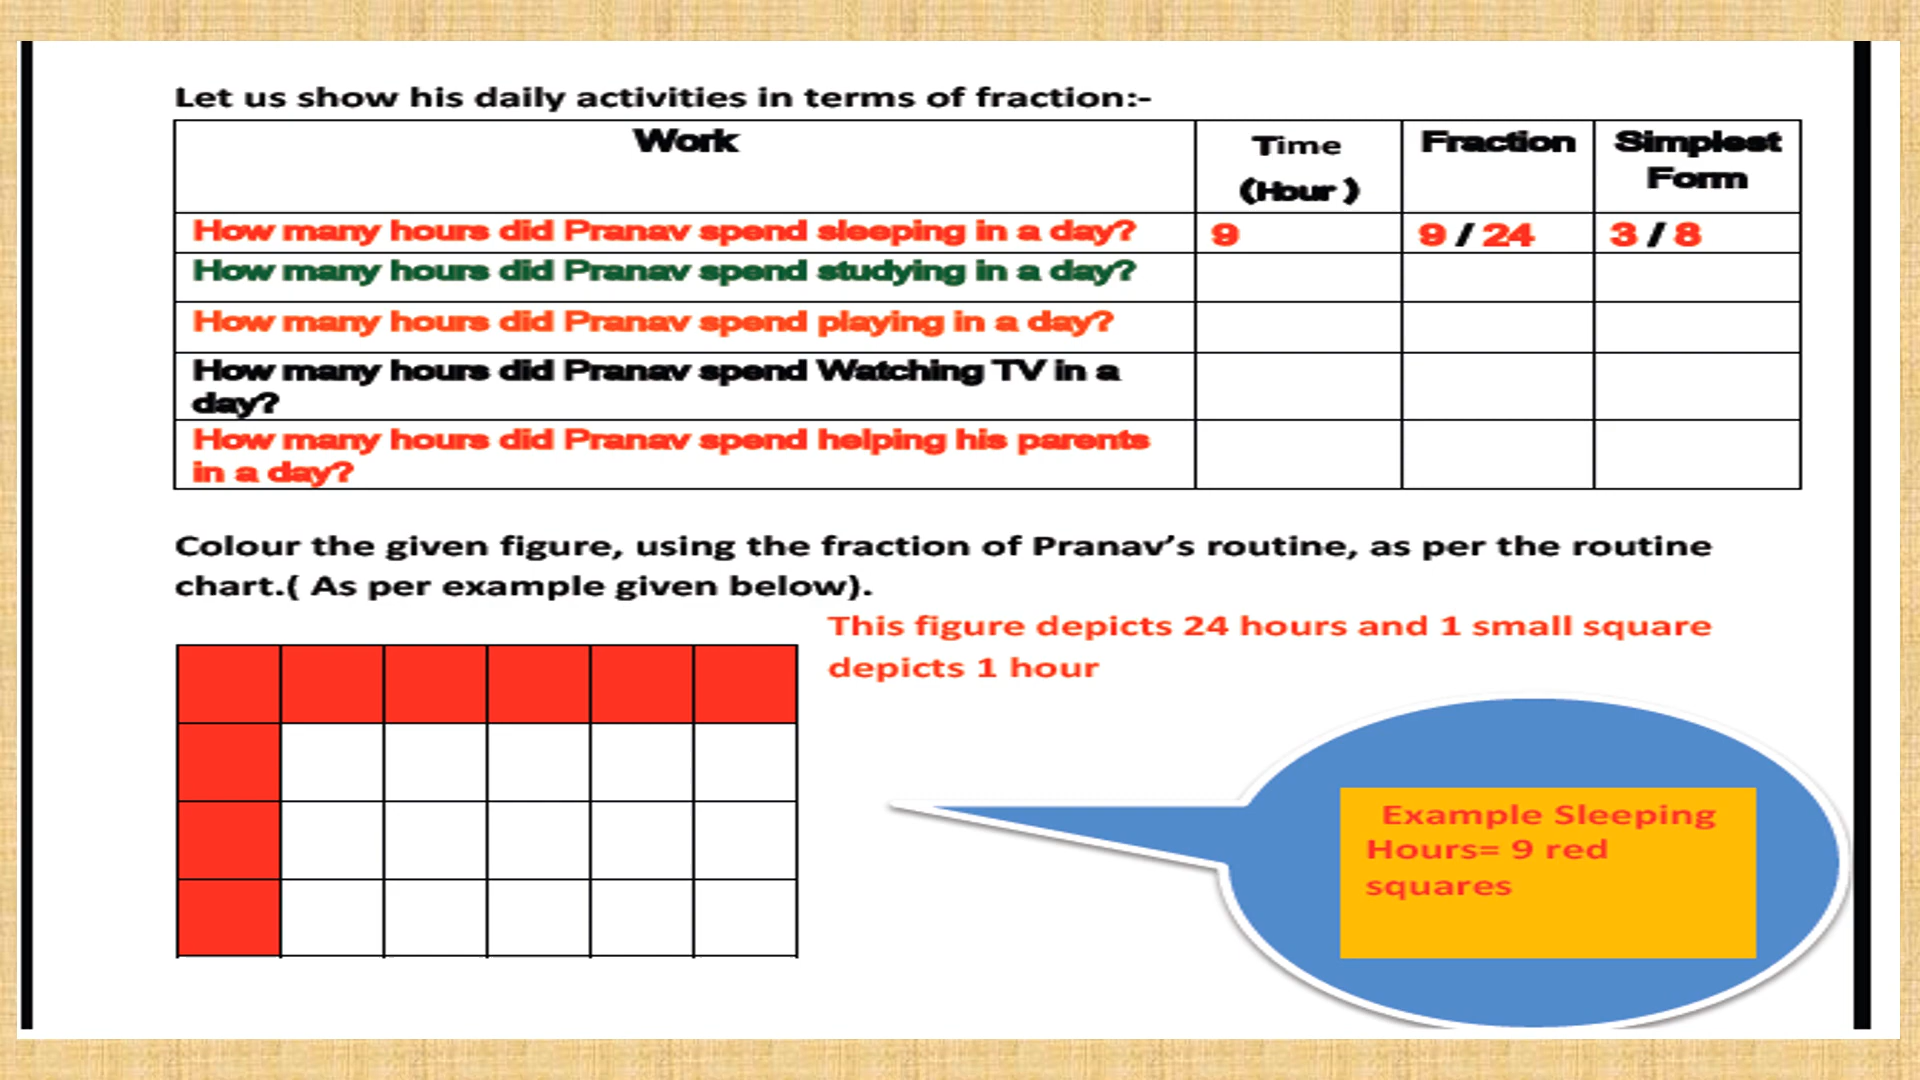 Let us show his daily activities in terms of fraction:-
Work
Time
(Hour )
Fraction
Simplest
Form
How many hours did Pranav spend sleeping in a day?
9
9 / 24
3 / 8
How many hours did Pranav spend studying in a day?
How many hours did Pranav spend playing in a day?
How many hours did Pranav spend Watching TV in a
day?
How many hours did Pranav spend helping his parents
in a day?
Colour the given figure, using the fraction of Pranav’s routine, as per the routine
chart.( As per example given below).
This figure depicts 24 hours and 1 small square
depicts 1 hour
Example Sleeping
Hours= 9 red
squares